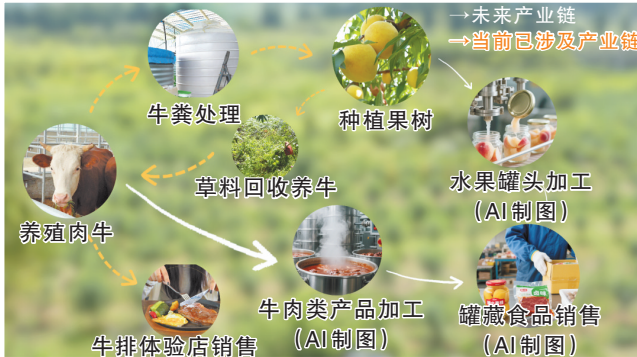 →未来产业链
→当前已涉及产业链
牛粪处理
种植果树
草料回收养牛
水果罐头加工
(AI制图)
养殖肉牛
牛肉类产品加工
(AI制图)
罐藏食品销售
(AI制图)
牛排体验店销售